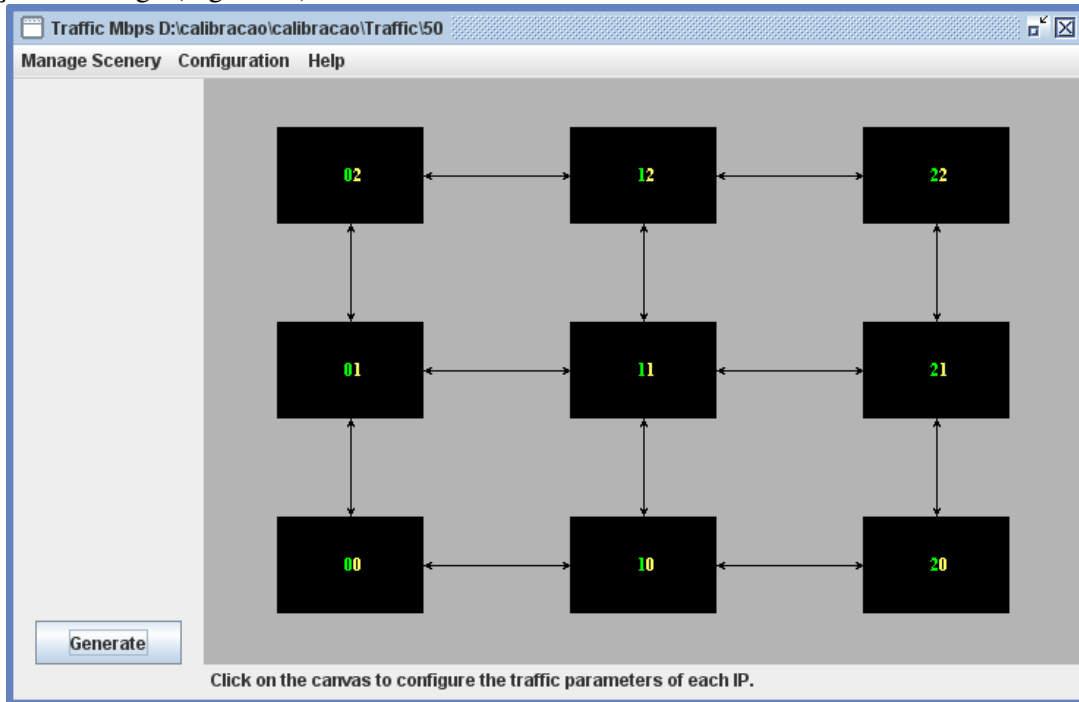 Traffic Mbps D:\calibracao\calibracao\Traffic\50
Manage Scenery Configuration Help
02 12 22
01 11 21
00 10 20
Generate
Click on the canvas to configure the traffic parameters of each IP.